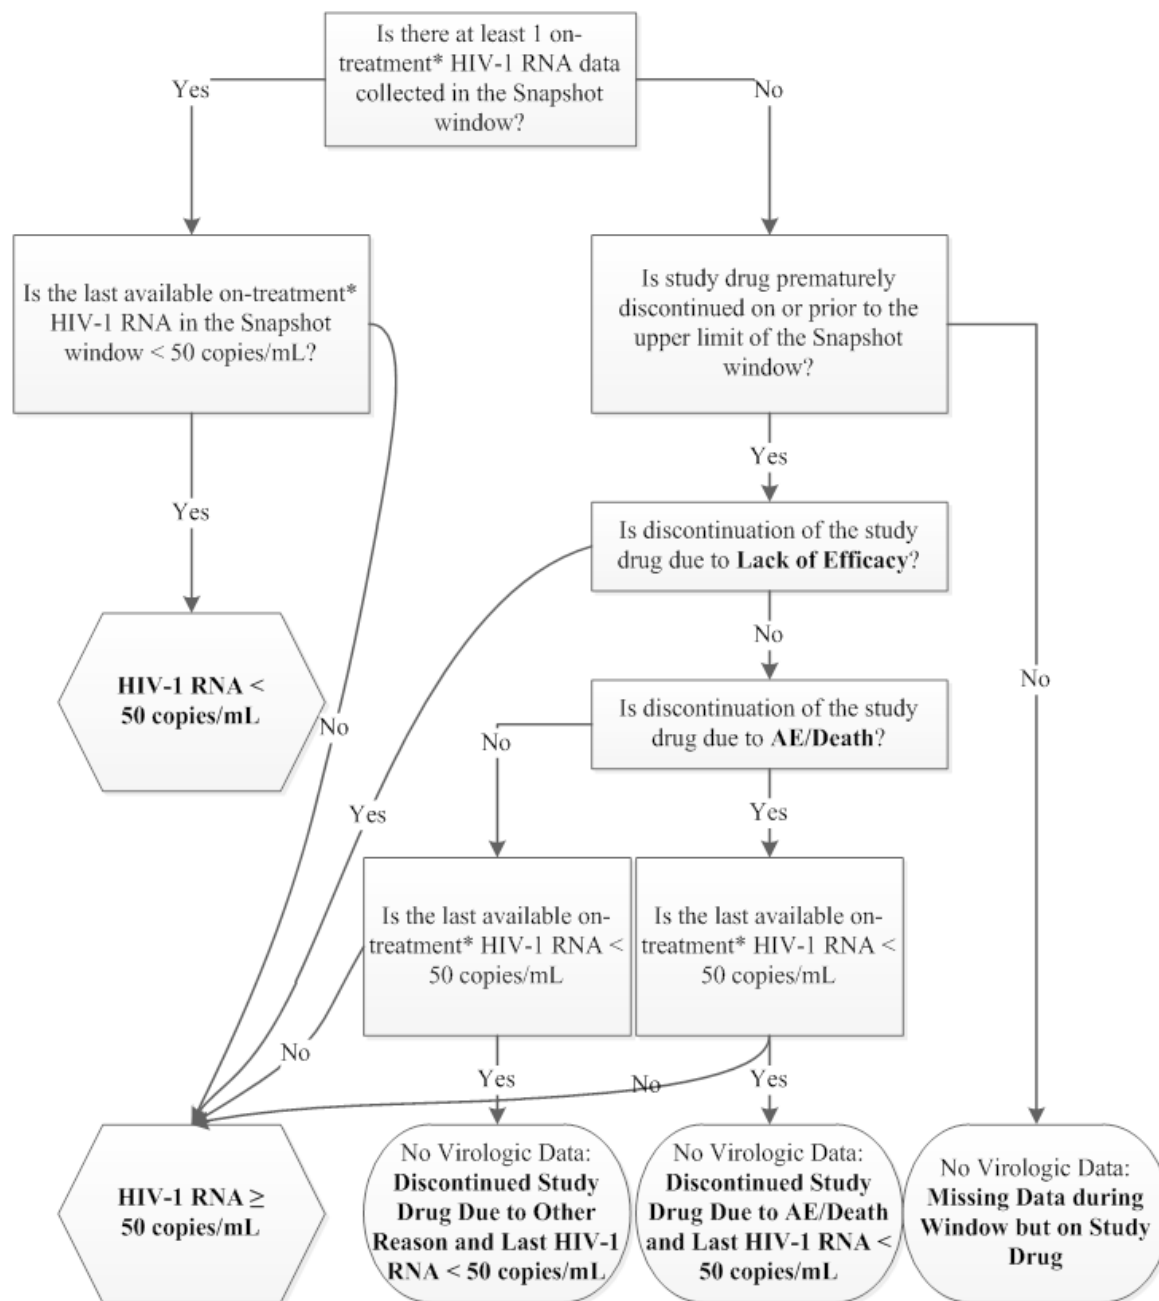 Is there at least 1 on-
treatment* HIV-1 RNA data
collected in the Snapshot
window?
Yes
No
Is the last available on-treatment*
HIV-1 RNA in the Snapshot
window < 50 copies/mL?
Is study drug prematurely
discontinued on or prior to the
upper limit of the Snapshot
window?
Yes
Yes
Is discontinuation of the study
drug due to Lack of Efficacy?
No
HIV-1 RNA <
50 copies/mL
No
No
Is discontinuation of the study
drug due to AE/Death?
No
Yes
Yes
Is the last available on-
treatment* HIV-1 RNA <
50 copies/mL
Is the last available on-
treatment* HIV-1 RNA <
50 copies/mL
No
Yes
No
Yes
HIV-1 RNA ≥
50 copies/mL
No Virologic Data:
Discontinued Study
Drug Due to Other
Reason and Last HIV-1
RNA < 50 copies/mL
No Virologic Data:
Discontinued Study
Drug Due to AE/Death
and Last HIV-1 RNA <
50 copies/mL
No Virologic Data:
Missing Data during
Window but on Study
Drug